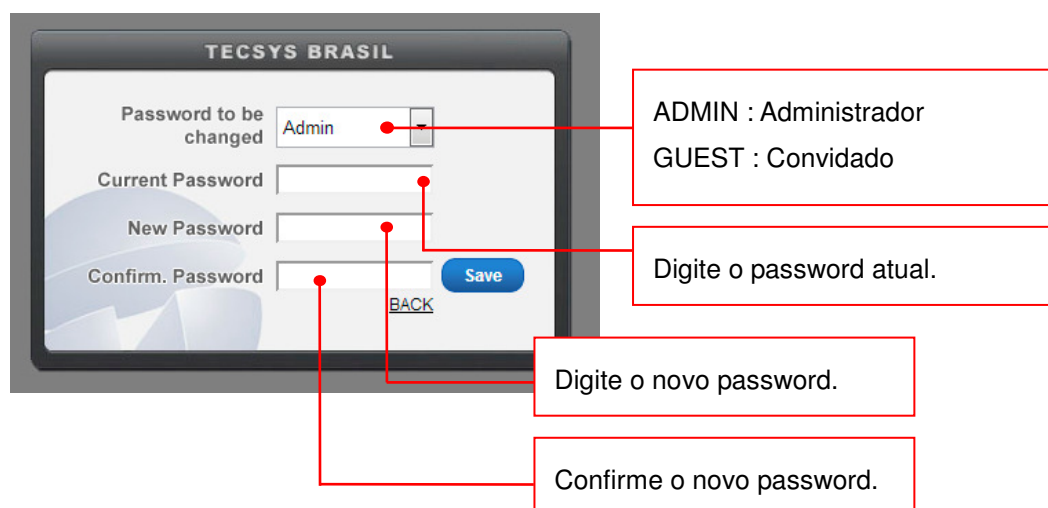 TECSYS BRASIL
Password to be
changed
Admin
Current Password
New Password
Confirm. Password
Save
BACK
ADMIN : Administrador
GUEST : Convidado
Digite o password atual.
Digite o novo password.
Confirme o novo password.